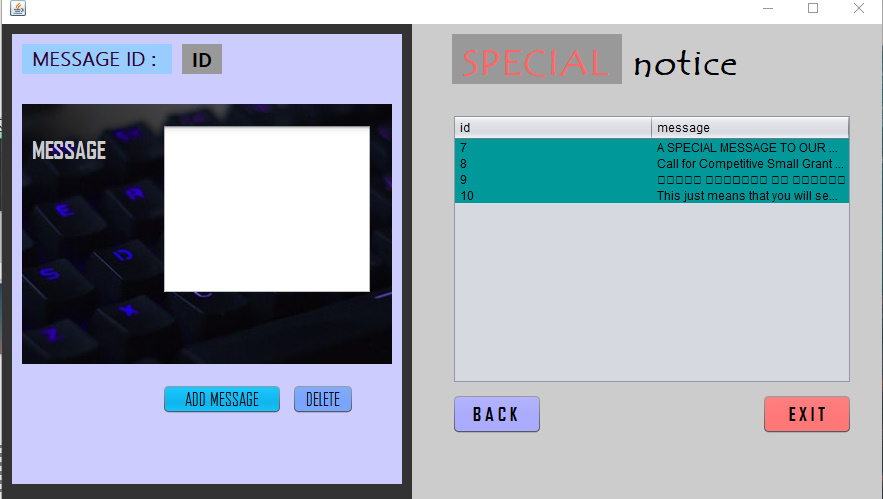 MESSAGE ID : ID
MESSAGE
ADD MESSAGE
DELETE
SPECIAL notice
id message
7 A SPECIAL MESSAGE TO OUR ...
8 Call for Competitive Small Grant ...
9
10 This just means that you will se...
BACK
EXIT